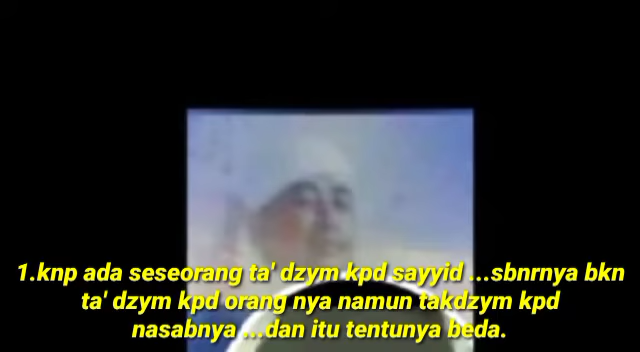 1.knp ada seseorang ta' dzym kpd sayyid ...sbnrnya bkn
ta' dzym kpd orang nya namun takdzym kpd
nasabnya ...dan itu tentunya beda.